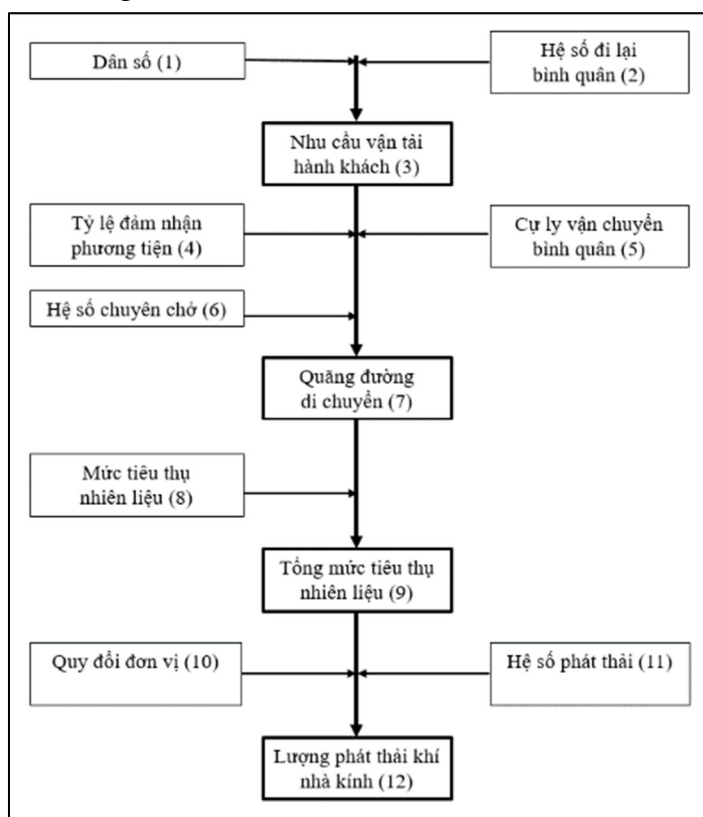 Dân số (1)
Hệ số đi lại
bình quân (2)
Nhu cầu vận tải
hành khách (3)
Tỷ lệ đảm nhận
phương tiện (4)
Cự ly vận chuyển
bình quân (5)
Hệ số chuyên chở (6)
Quãng đường
di chuyển (7)
Mức tiêu thụ
nhiên liệu (8)
Tổng mức tiêu thụ
nhiên liệu (9)
Quy đổi đơn vị (10)
Hệ số phát thải (11)
Lượng phát thải khí
nhà kính (12)